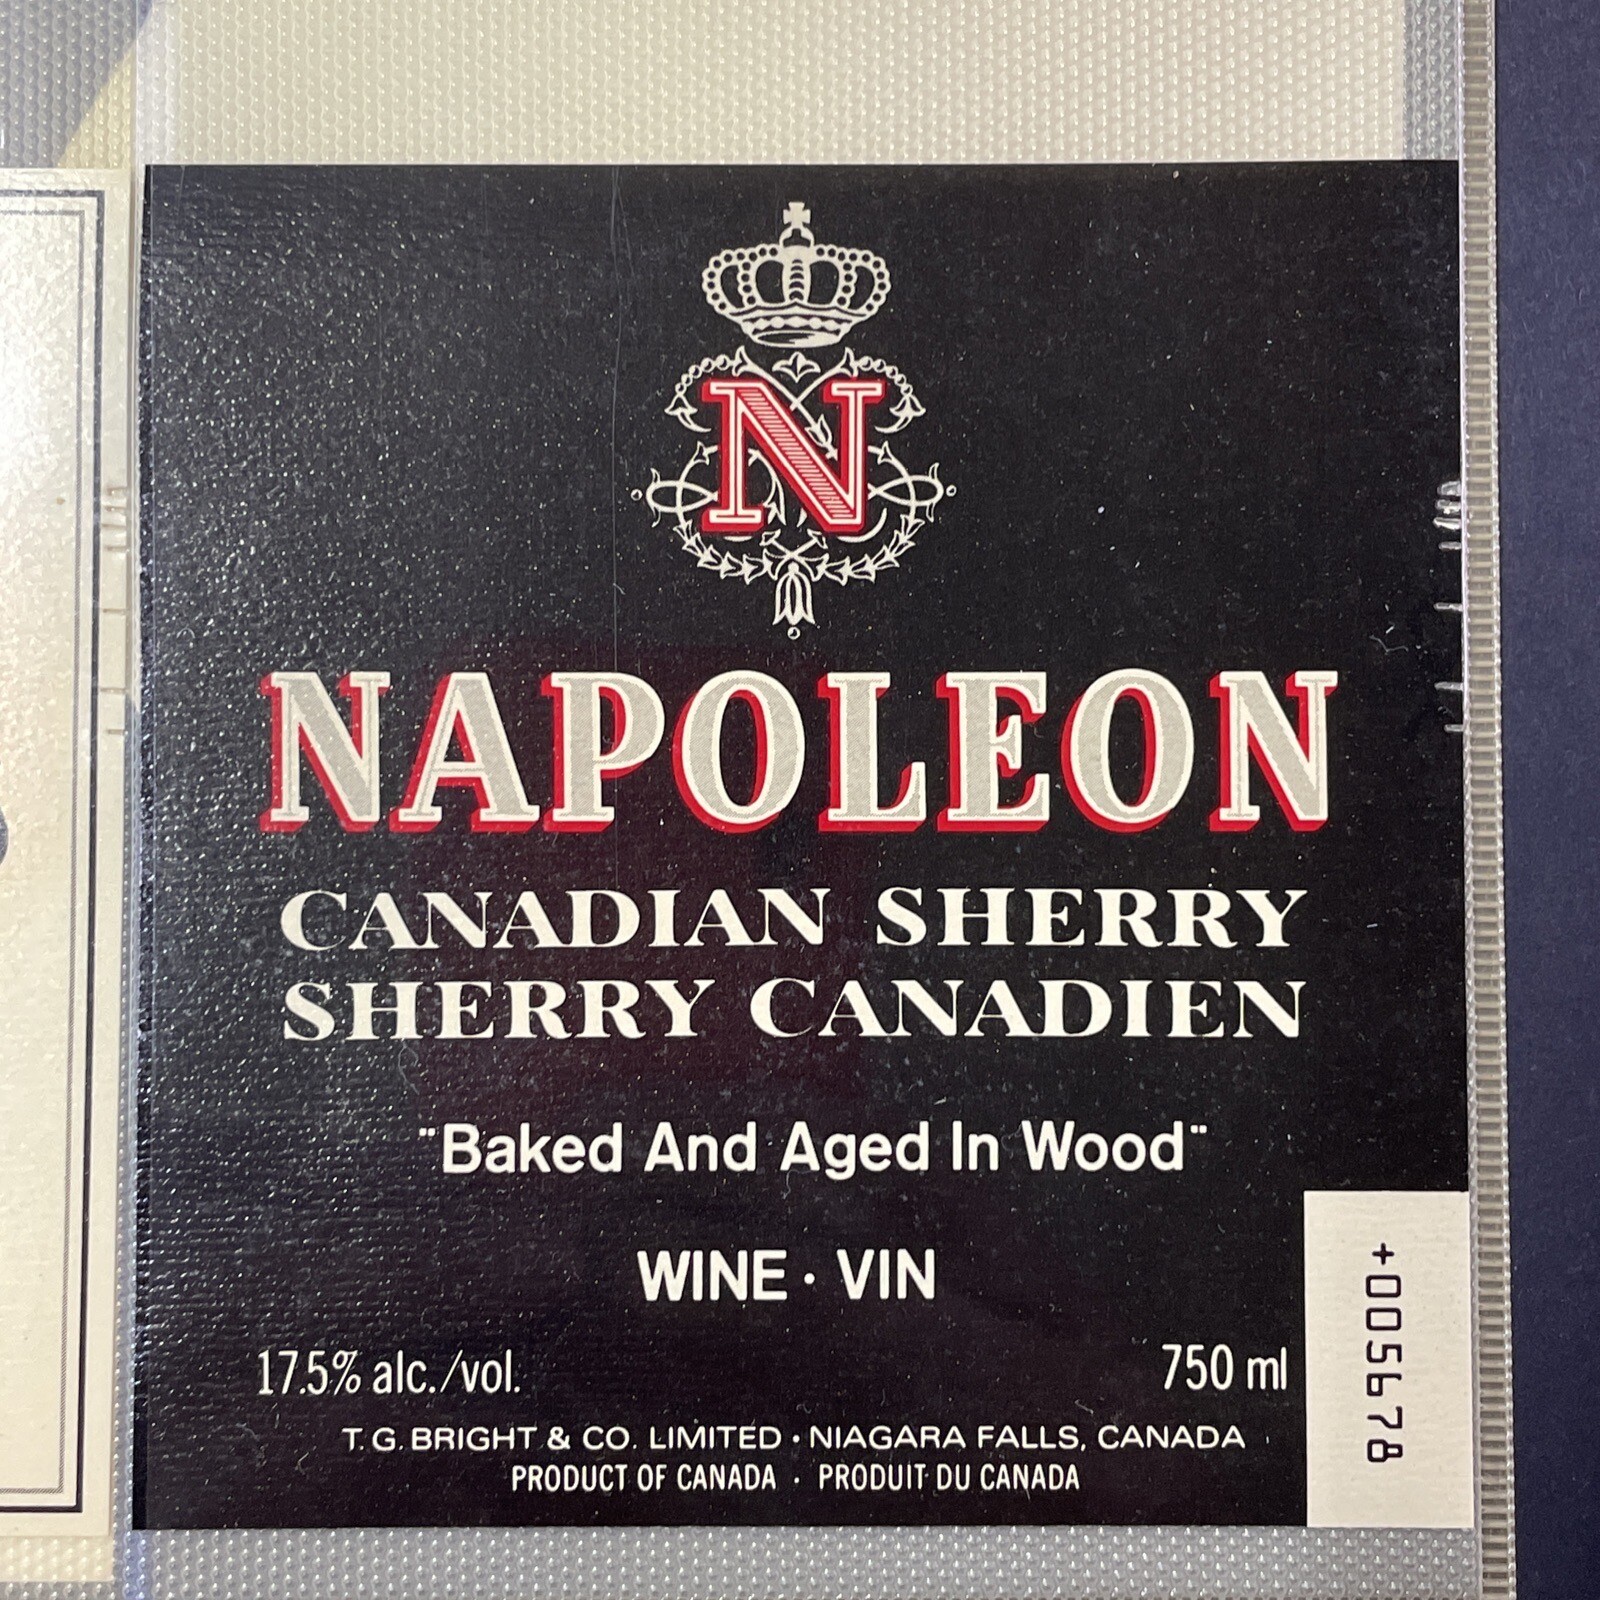 N
NAPOLEON
CANADIAN SHERRY
SHERRY CANADIEN
"Baked And Aged In Wood"
WINE · VIN
17.5% alc./vol.
750 ml
T. G. BRIGHT & CO. LIMITED · NIAGARA FALLS, CANADA
PRODUCT OF CANADA · PRODUIT DU CANADA
+005678